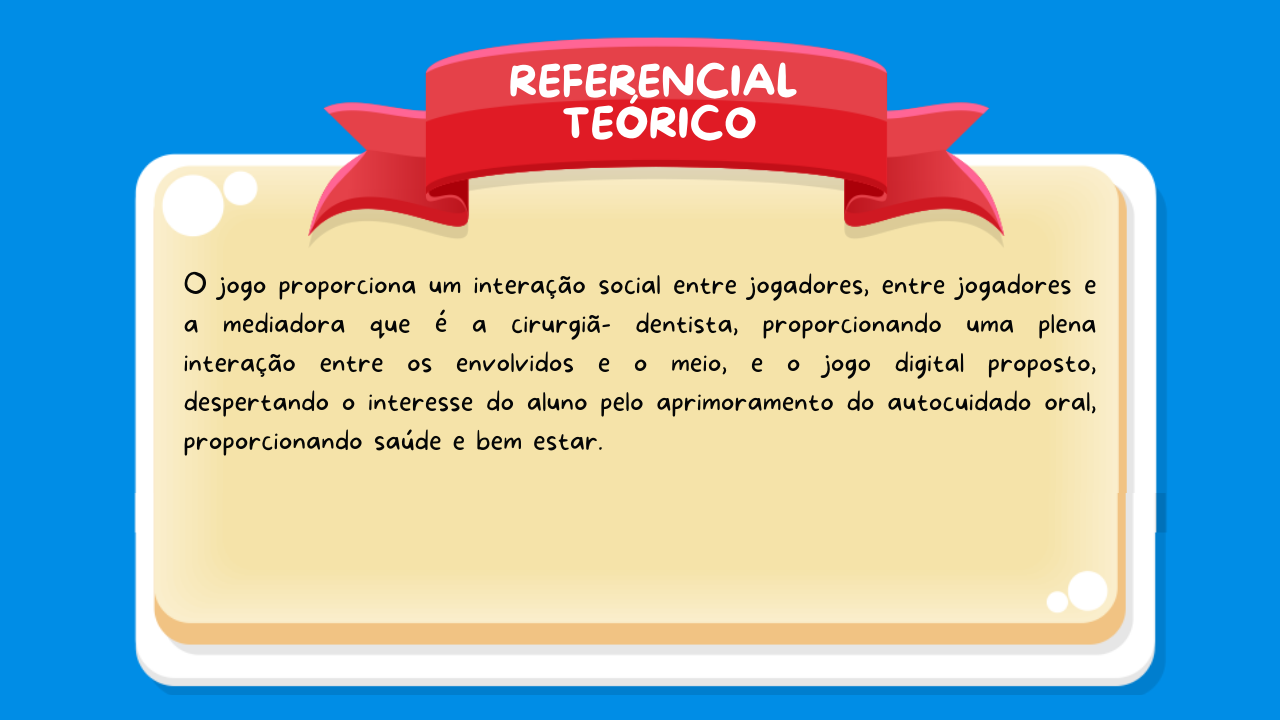 REFERENCIAL
TEÓRICO
O jogo proporciona um interação social entre jogadores, entre jogadores e
a mediadora que é a cirurgiã- dentista, proporcionando uma plena
interação entre os envolvidos e o meio, e o jogo digital proposto,
despertando o interesse do aluno pelo aprimoramento do autocuidado oral,
proporcionando saúde e bem estar.